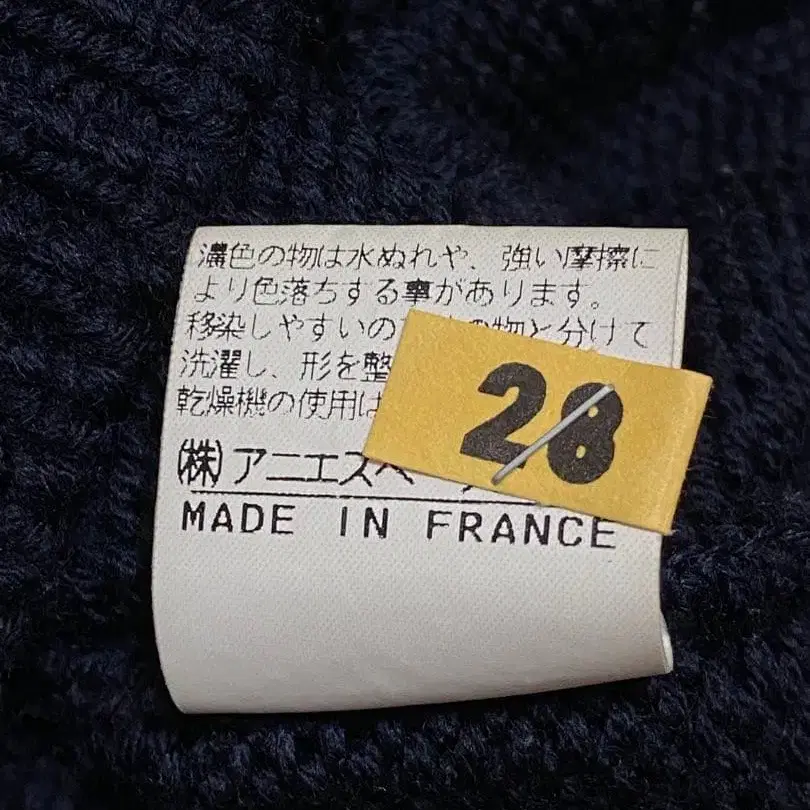 濃色の物は水ぬれや、強い摩擦に
より色落ちする事があります。
移染しやすいので の物と分けて
洗濯し、形を整
乾燥機の使用は
28
(株)アニエスベー
MADE IN FRANCE